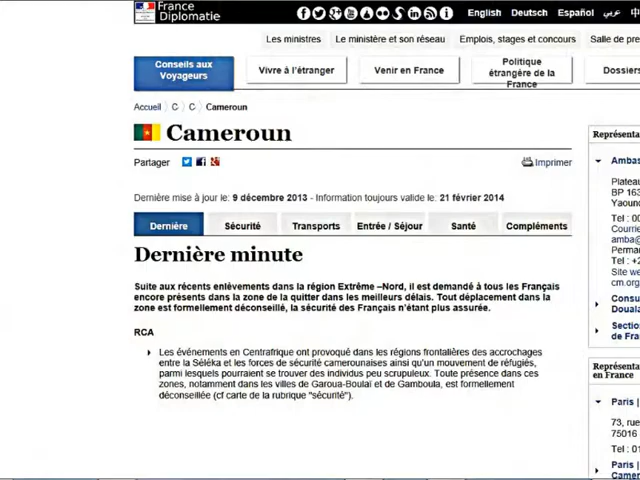 France
Diplomatie
English Deutsch Español عربي 中
Les ministres Le ministère et son réseau Emplois, stages et concours Salle de pre
Conseils aux
Voyageurs
Vivre à l'étranger
Venir en France
Politique
étrangère de la
France
Dossiers
Accueil C C Cameroun
Cameroun
Partager
Imprimer
Dernière mise à jour le: 9 décembre 2013 - Information toujours valide le: 21 février 2014
Dernière Sécurité Transports Entrée / Séjour Santé Compléments
Dernière minute
Suite aux récents enlèvements dans la région Extrême –Nord, il est demandé à tous les Français
encore présents dans la zone de la quitter dans les meilleurs délais. Tout déplacement dans la
zone est formellement déconseillé, la sécurité des Français n'étant plus assurée.
RCA
Les événements en Centrafrique ont provoqué dans les régions frontalières des accrochages
entre la Séléka et les forces de sécurité camerounaises ainsi qu'un mouvement de réfugiés,
parmi lesquels pourraient se trouver des individus peu scrupuleux. Toute présence dans ces
zones, notamment dans les villes de Garoua-Boulaï et de Gamboula, est formellement
déconseillée (cf carte de la rubrique "sécurité").
Représenta
Ambas
Plateau
BP 163
Yaoun
Tel : 00
Courrie
amba@
Perma
Tel : +2
Site we
cm.org
Consu
Douala
Sectio
de Fra
Représenta
en France
Paris |
73, rue
75016
Tel : 01
Paris |
Camer